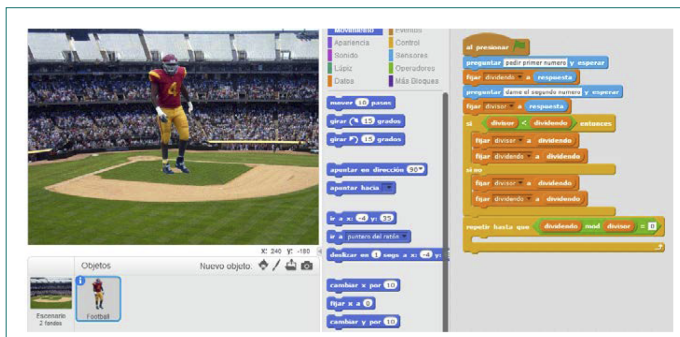 Movimiento Eventos
Apariencia Control
Sonido Sensores
Lápiz Operadores
Datos Más Bloques
mover 10 pasos
girar 15 grados
girar 15 grados
apuntar en dirección 90
apuntar hacia
ir a x: -4 y: 35
ir a puntero del ratón
deslizar en 1 segs a x: -4 y:
cambiar x por 10
fijar x a 0
cambiar y por 10
al presionar
preguntar pedir primer numero y esperar
fijar dividendo a respuesta
preguntar dame el segundo numero y esperar
fijar divisor a respuesta
si divisor < dividendo entonces
fijar divisor a dividendo
fijar dividendo a dividendo
si no
fijar divisor a dividendo
fijar divisor a dividendo
repetir hasta que dividendo mod divisor = 0
4
X: 240 Y: -180
Objetos Nuevo objeto:
Escenario
2 fondos
Football